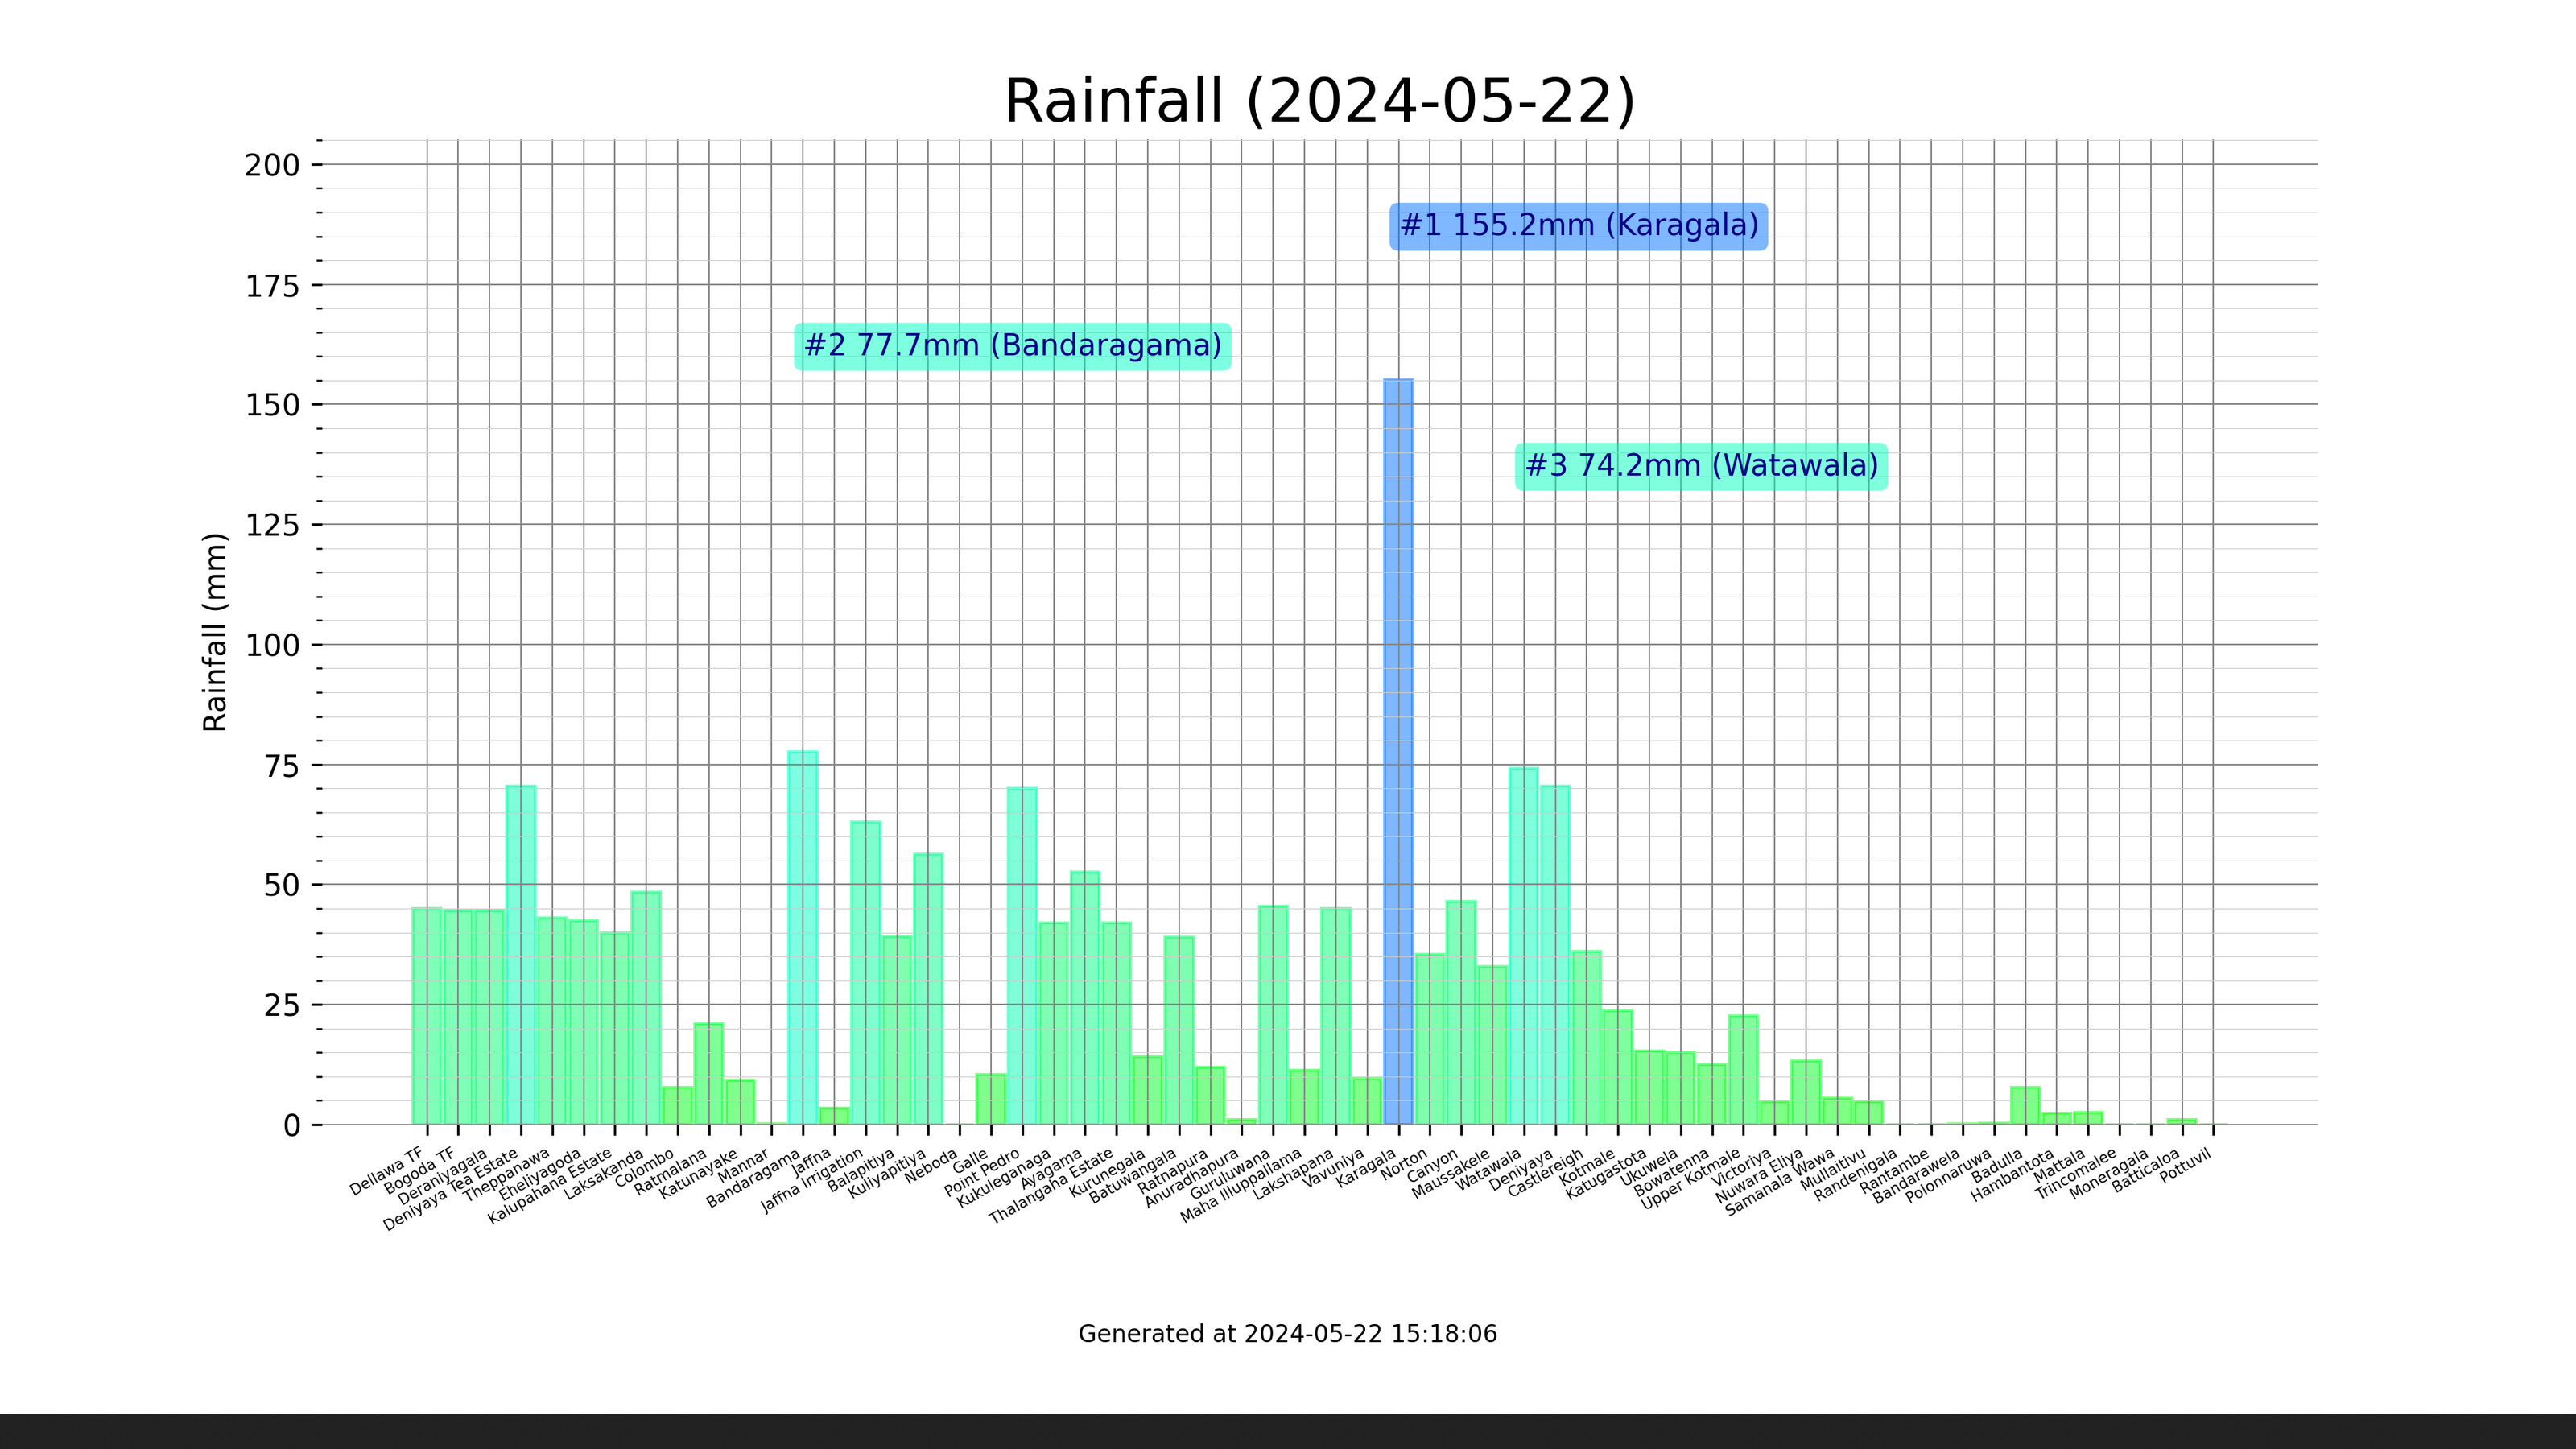 Rainfall (2024-05-22)
200
175
150
125
100
75
50
25
0
Rainfall (mm)
#1 155.2mm (Karagala)
#2 77.7mm (Bandaragama)
#3 74.2mm (Watawala)
Dellawa TF
Bogoda TF
Deraniyagala
Deniyaya Tea Estate
Theppanawa
Eheliyagoda
Kalupahana Estate
Laksakanda
Colombo
Ratmalana
Katunayake
Mannar
Bandaragama
Jaffna
Jaffna Irrigation
Balapitiya
Kuliyapitiya
Neboda
Galle
Point Pedro
Kukuleganaga
Ayagama
Thalangaha Estate
Kurunegala
Batuwangala
Ratnapura
Anuradhapura
Guruluwana
Maha Illuppallama
Lakshapana
Vavuniya
Karagala
Norton
Canyon
Maussakele
Watawala
Deniyaya
Castlereigh
Kotmale
Katugastota
Ukuwela
Bowatenna
Upper Kotmale
Victoriya
Nuwara Eliya
Samanala Wawa
Mullaitivu
Randenigala
Rantambe
Bandarawela
Polonnaruwa
Badulla
Hambantota
Mattala
Trincomalee
Moneragala
Batticaloa
Pottuvil
Generated at 2024-05-22 15:18:06